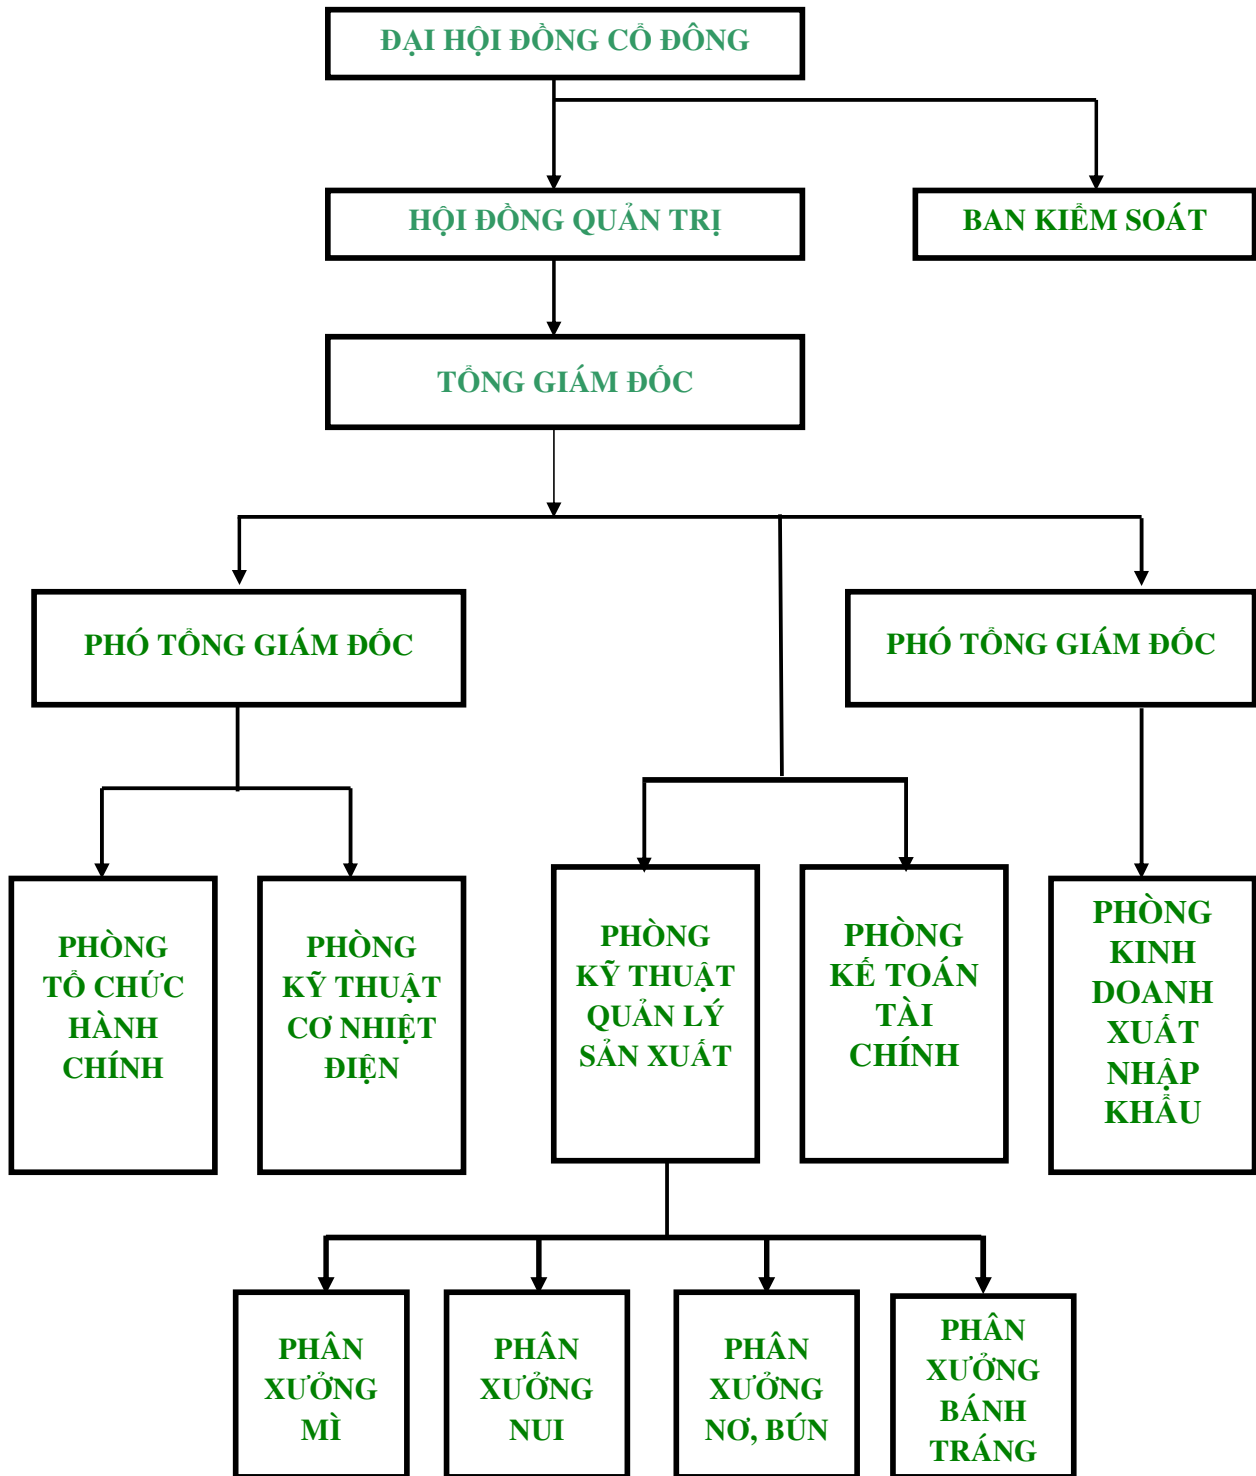 ĐẠI HỘI ĐỒNG CỔ ĐÔNG
HỘI ĐỒNG QUẢN TRỊ
BAN KIỂM SOÁT
TỔNG GIÁM ĐỐC
PHÓ TỔNG GIÁM ĐỐC
PHÓ TỔNG GIÁM ĐỐC
PHÒNG
TỔ CHỨC
HÀNH
CHÍNH
PHÒNG
KỸ THUẬT
CƠ NHIỆT
ĐIỆN
PHÒNG
KỸ THUẬT
QUẢN LÝ
SẢN XUẤT
PHÒNG
KẾ TOÁN
TÀI
CHÍNH
PHÒNG
KINH
DOANH
XUẤT
NHẬP
KHẨU
PHÂN
XƯỞNG
MÌ
PHÂN
XƯỞNG
NUI
PHÂN
XƯỞNG
NƠ, BÚN
PHÂN
XƯỞNG
BÁNH
TRÁNG